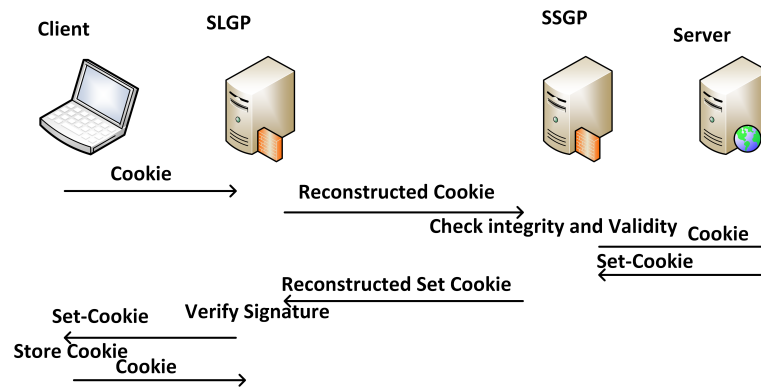 Client
SLGP
SSGP
Server
Cookie
Reconstructed Cookie
Check integrity and Validity
Cookie
Set-Cookie
Reconstructed Set Cookie
Verify Signature
Set-Cookie
Store Cookie
Cookie